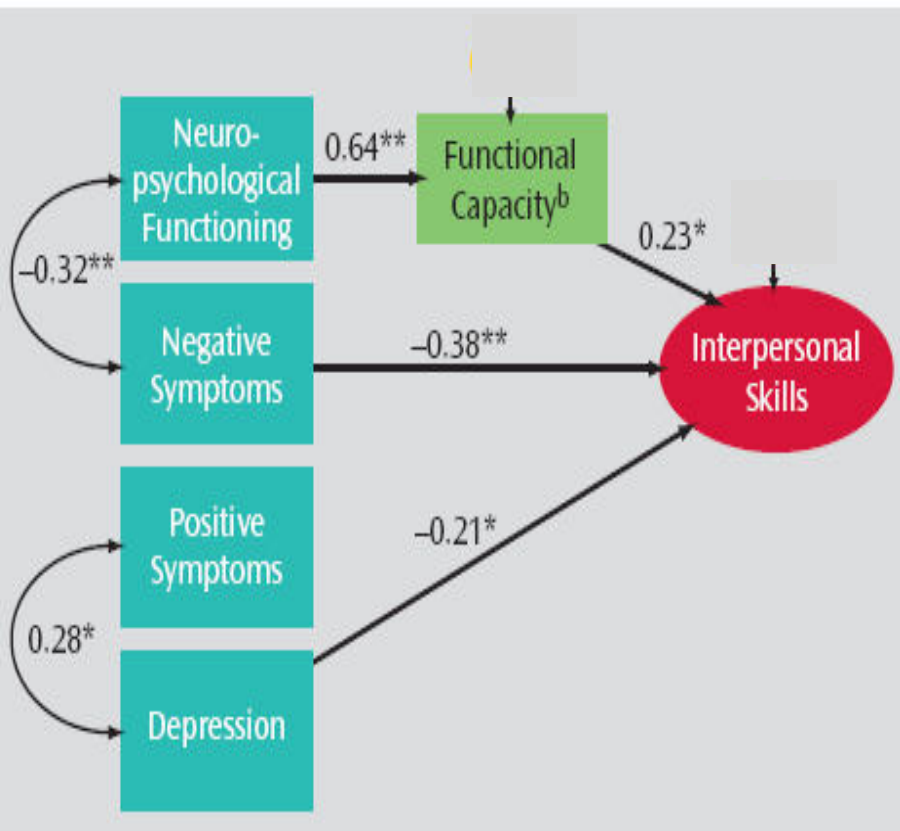 Neuro-
psychological
Functioning
0.64**
Functional
Capacityb
0.23*
–0.32**
Negative
Symptoms
–0.38**
Interpersonal
Skills
Positive
Symptoms
–0.21*
0.28*
Depression